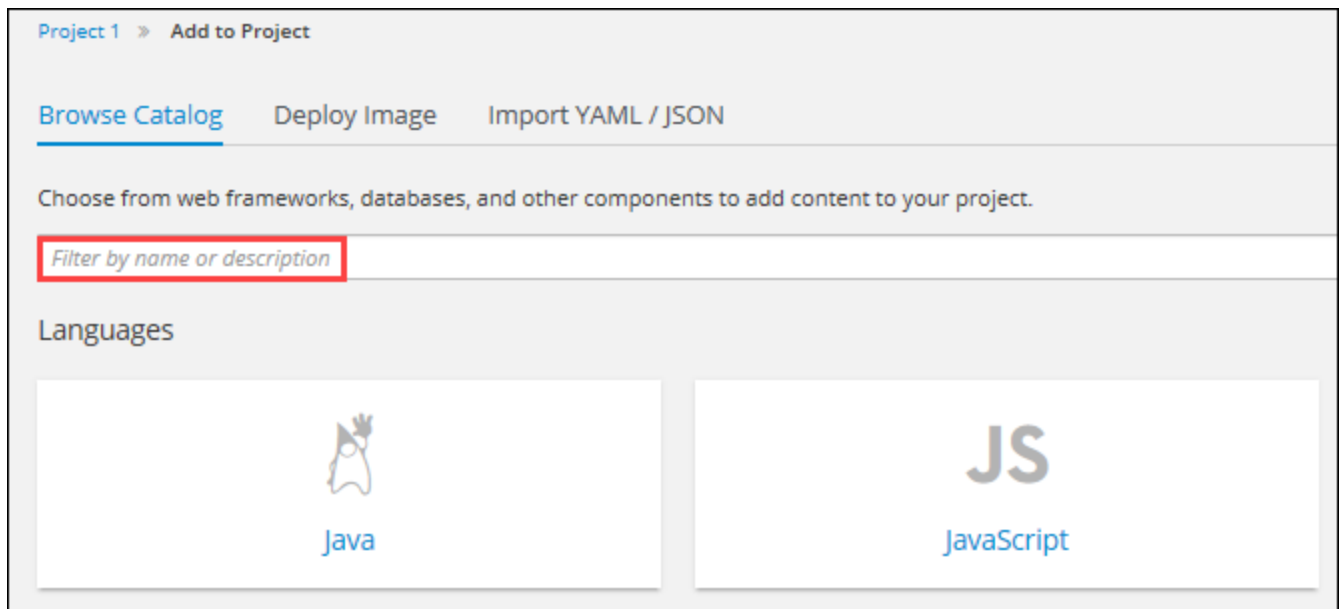 Project 1 » Add to Project
Browse Catalog Deploy Image Import YAML / JSON
Choose from web frameworks, databases, and other components to add content to your project.
Filter by name or description
Languages
JS
Java JavaScript